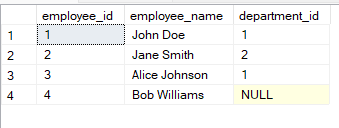 employee_id employee_name department_id
1 1 John Doe 1
2 2 Jane Smith 2
3 3 Alice Johnson 1
4 4 Bob Williams NULL